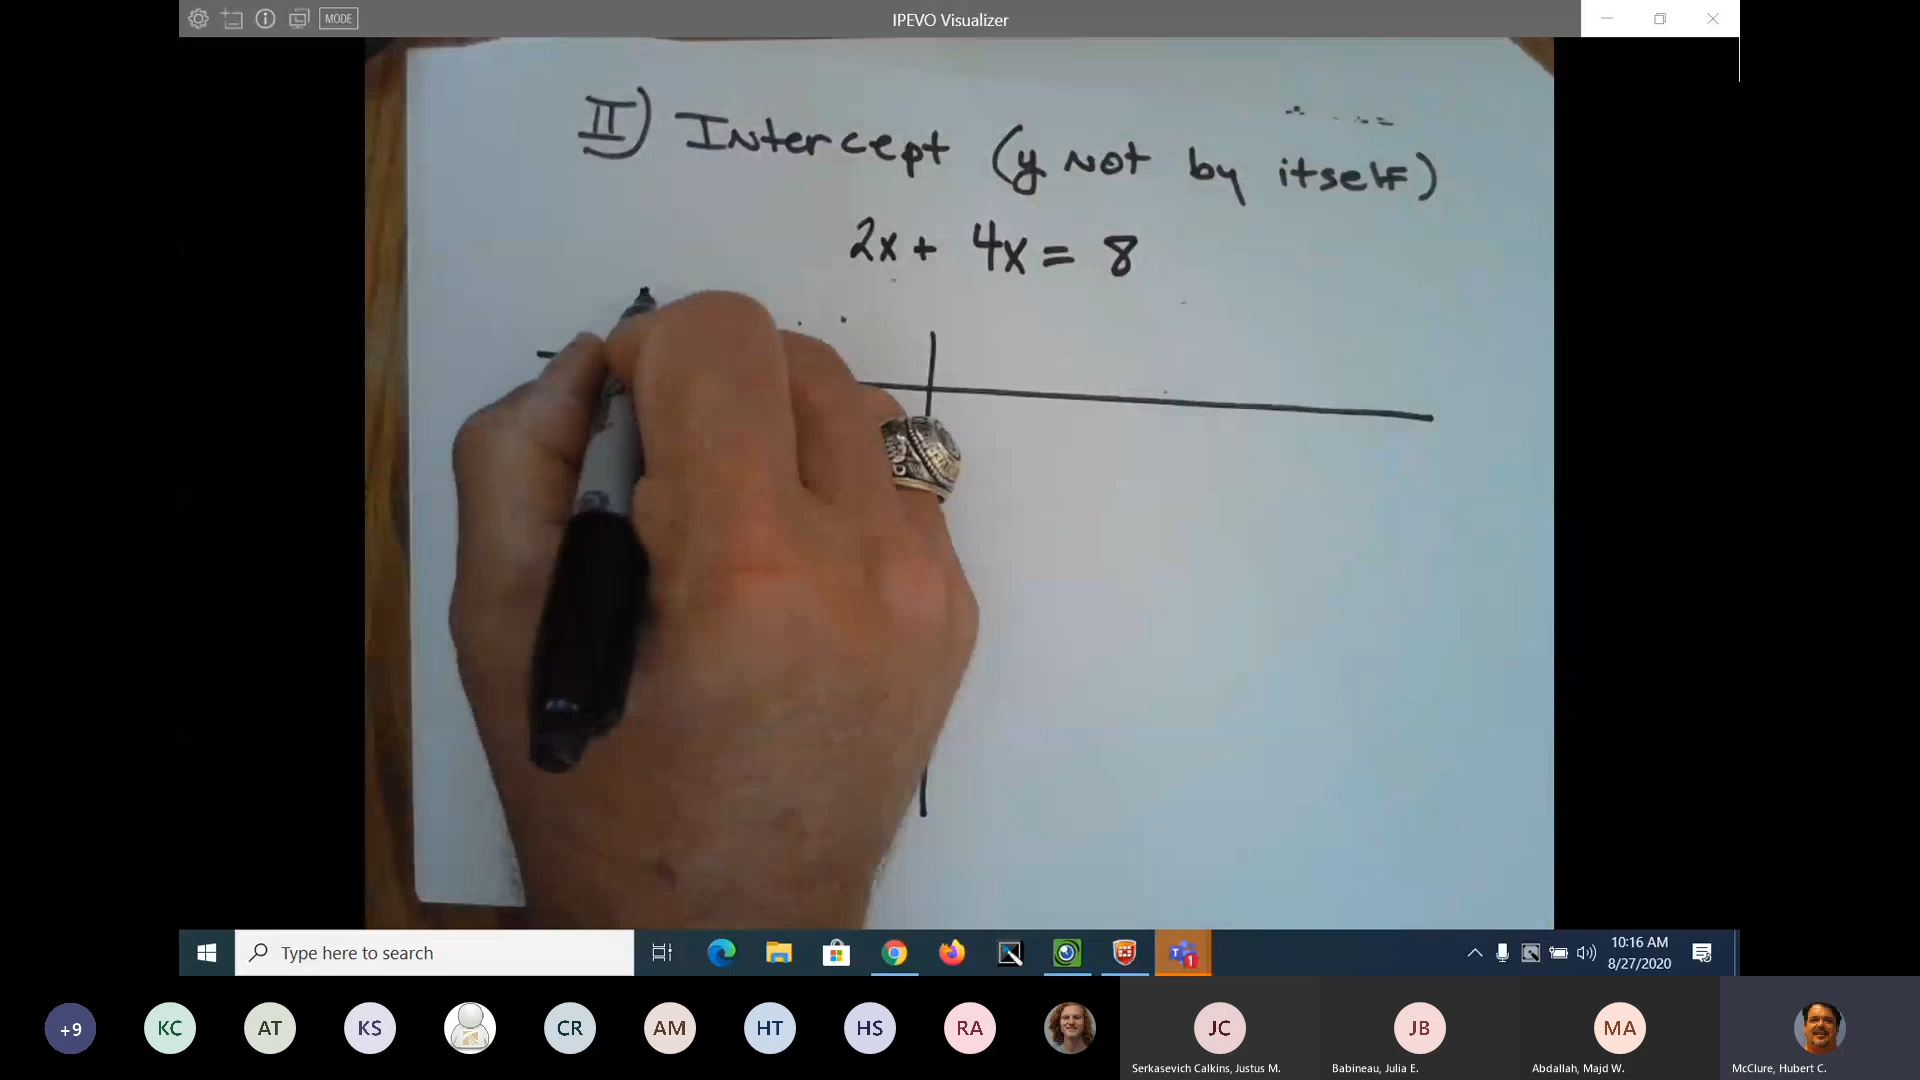 MODE
IPEVO Visualizer
II) Intercept (y not by itself)
2x + 4x = 8
Type here to search
1
10:16 AM
8/27/2020
+9
KC
AT
KS
CR
AM
HT
HS
RA
JC
JB
MA
Serkasevich Calkins, Justus M.
Babineau, Julia E.
Abdallah, Majd W.
McClure, Hubert C.